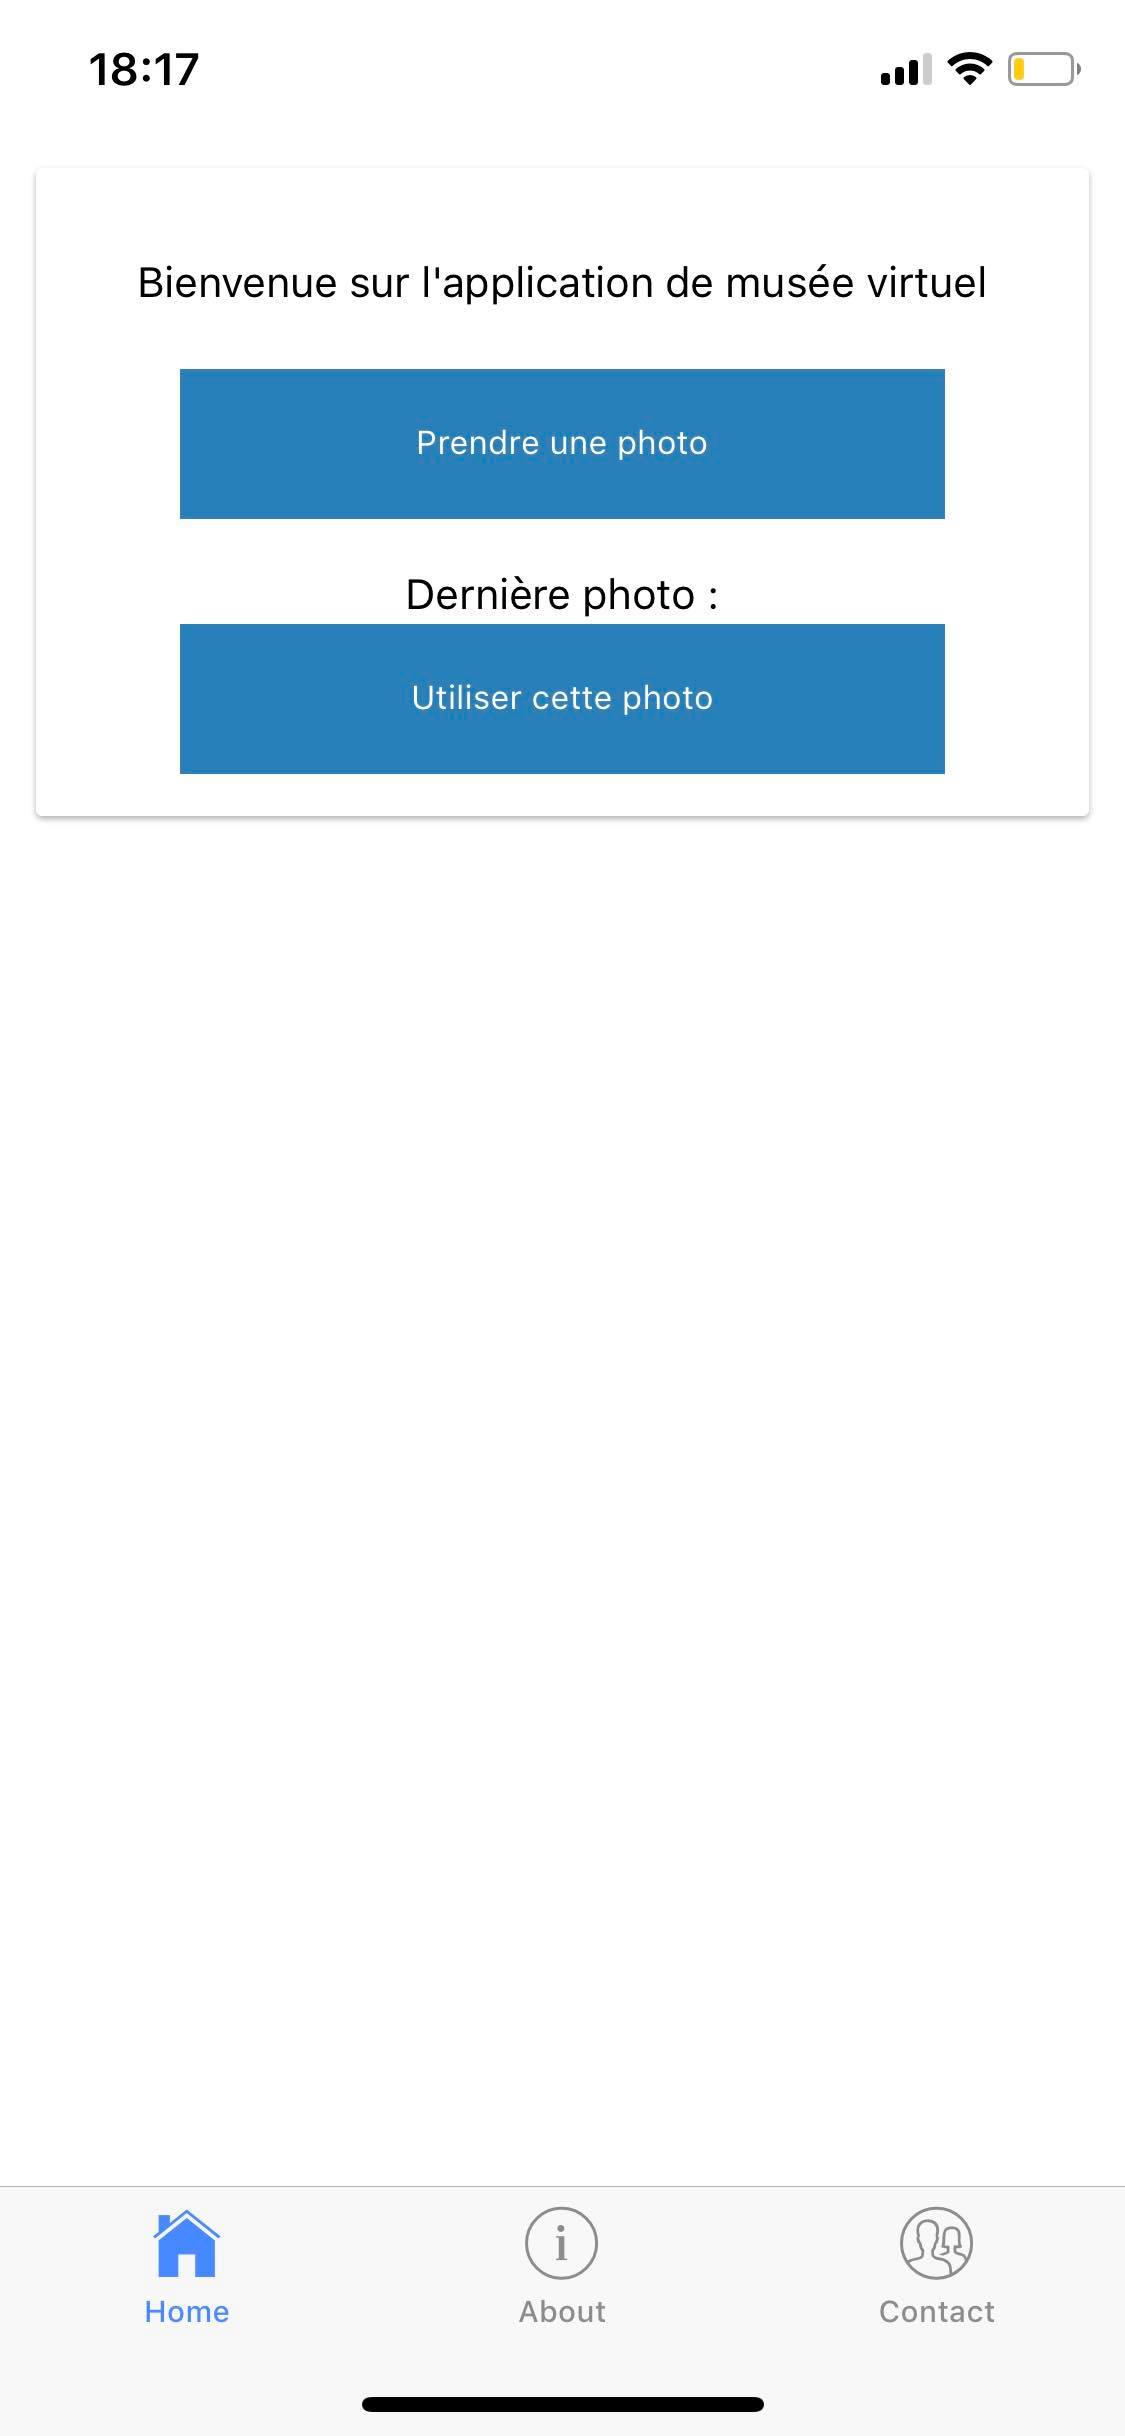 18:17
Bienvenue sur l'application de musée virtuel
Prendre une photo
Dernière photo :
Utiliser cette photo
Home
About
Contact